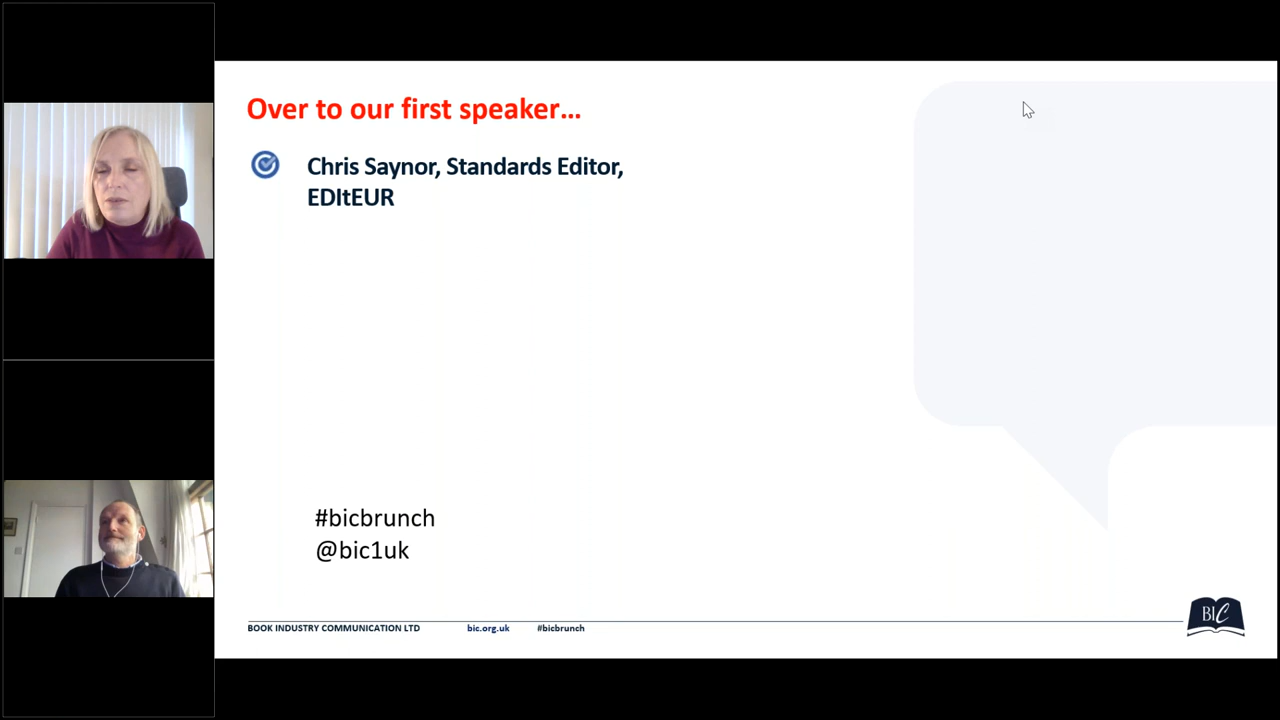 Over to our first speaker…
Chris Saynor, Standards Editor,
EDItEUR
#bicbrunch
@bic1uk
BOOK INDUSTRY COMMUNICATION LTD bic.org.uk #bicbrunch
BIC